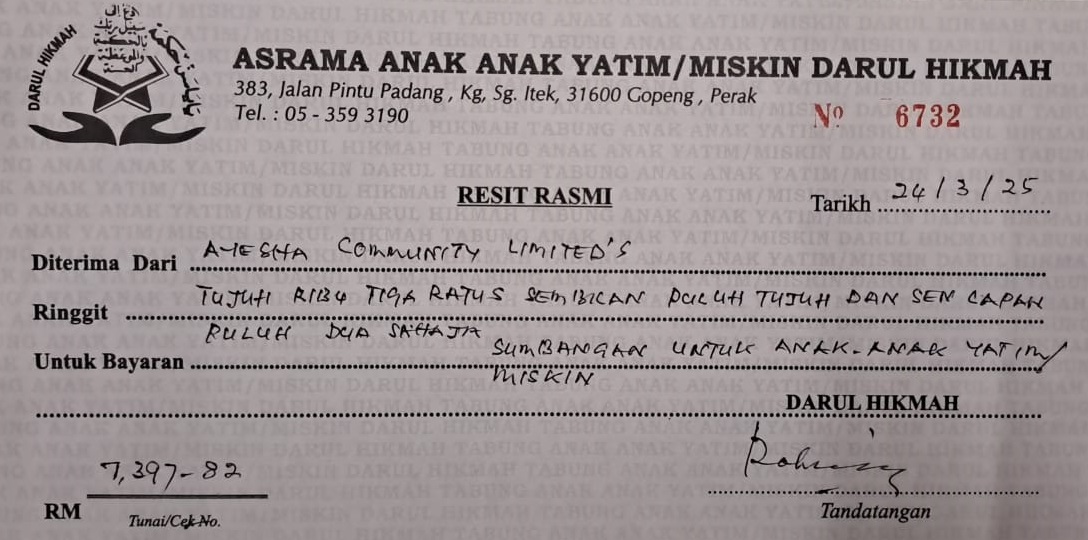 DARUL HIKMAH
ASRAMA ANAK ANAK YATIM/MISKIN DARUL HIKMAH
383, Jalan Pintu Padang , Kg, Sg. Itek, 31600 Gopeng , Perak
Tel. : 05 - 359 3190
No 6732
RESIT RASMI
Tarikh 24/3/25
Diterima Dari AYESHA COMMUNITY LIMITED'S
Ringgit TUJUH RIBU TIGA RATUS SEMBILAN PULUH TUJUH DAN SEN LAPAN
PULUH DUA SAHAJA
Untuk Bayaran SUMBANGAN UNTUK ANAK-ANAK YATIM/
MISKIN
DARUL HIKMAH
7,397-82
RM Tunai/Cek No.
Tandatangan